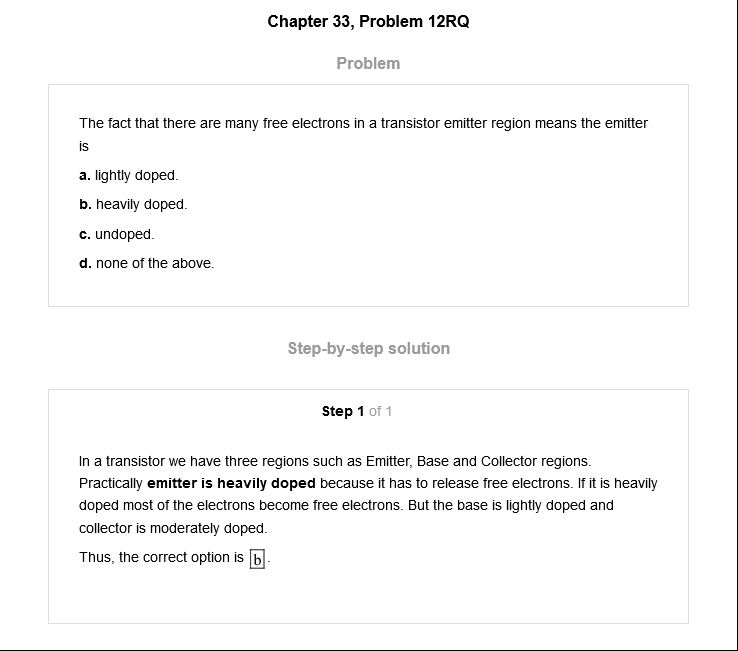 Chapter 33, Problem 12RQ
Problem
The fact that there are many free electrons in a transistor emitter region means the emitter
is
a. lightly doped.
b. heavily doped.
c. undoped.
d. none of the above.
Step-by-step solution
Step 1 of 1
In a transistor we have three regions such as Emitter, Base and Collector regions.
Practically emitter is heavily doped because it has to release free electrons. If it is heavily
doped most of the electrons become free electrons. But the base is lightly doped and
collector is moderately doped.
Thus, the correct option is b.